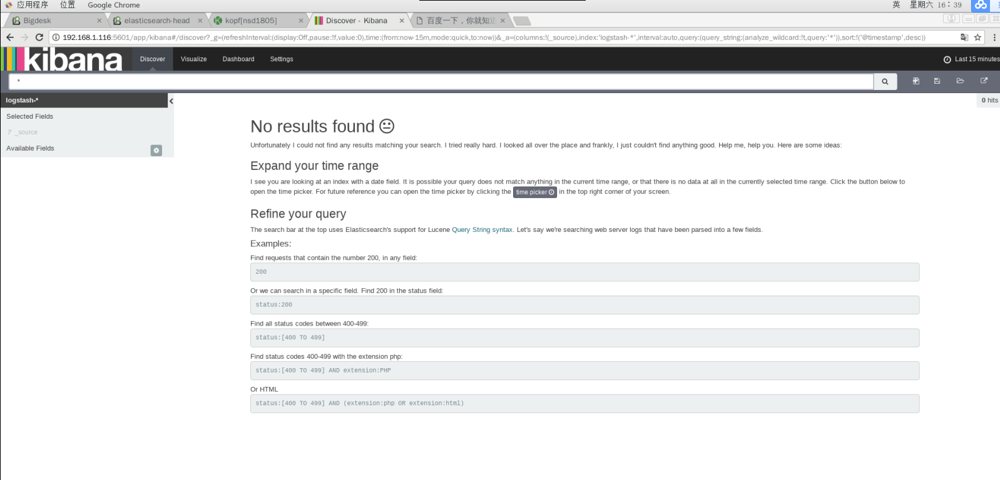 应用程序 位置 Google Chrome 英 星期六 16:39
Bigdesk elasticsearch-head kopf[nsd1805] Discover - Kibana 百度一下，你就知道
192.168.1.116:5601/app/kibana#/discover?_g=(refreshInterval:(display:Off,pause:!f,value:0),time:(from:now-15m,mode:quick,to:now))&_a=(columns:!(_source),index:'logstash-*',interval:auto,query:(query_string:(analyze_wildcard:!t,query:'*')),sort:!('@timestamp',desc))
kibana Discover Visualize Dashboard Settings Last 15 minutes
*
logstash-*
0 hits
Selected Fields
? _source
Available Fields
No results found
Unfortunately I could not find any results matching your search. I tried really hard. I looked all over the place and frankly, I just couldn't find anything good. Help me, help you. Here are some ideas:
Expand your time range
I see you are looking at an index with a date field. It is possible your query does not match anything in the current time range, or that there is no data at all in the currently selected time range. Click the button below to
open the time picker. For future reference you can open the time picker by clicking the time picker in the top right corner of your screen.
Refine your query
The search bar at the top uses Elasticsearch's support for Lucene Query String syntax. Let's say we're searching web server logs that have been parsed into a few fields.
Examples:
Find requests that contain the number 200, in any field:
200
Or we can search in a specific field. Find 200 in the status field:
status:200
Find all status codes between 400-499:
status:[400 TO 499]
Find status codes 400-499 with the extension php:
status:[400 TO 499] AND extension:PHP
Or HTML
status:[400 TO 499] AND (extension:php OR extension:html)